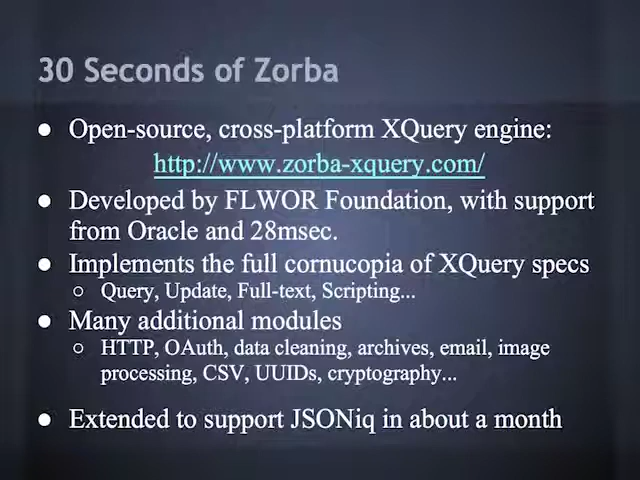 30 Seconds of Zorba
● Open-source, cross-platform XQuery engine:
http://www.zorba-xquery.com/
● Developed by FLWOR Foundation, with support
from Oracle and 28msec.
● Implements the full cornucopia of XQuery specs
○ Query, Update, Full-text, Scripting...
● Many additional modules
○ HTTP, OAuth, data cleaning, archives, email, image
processing, CSV, UUIDs, cryptography...
● Extended to support JSONiq in about a month